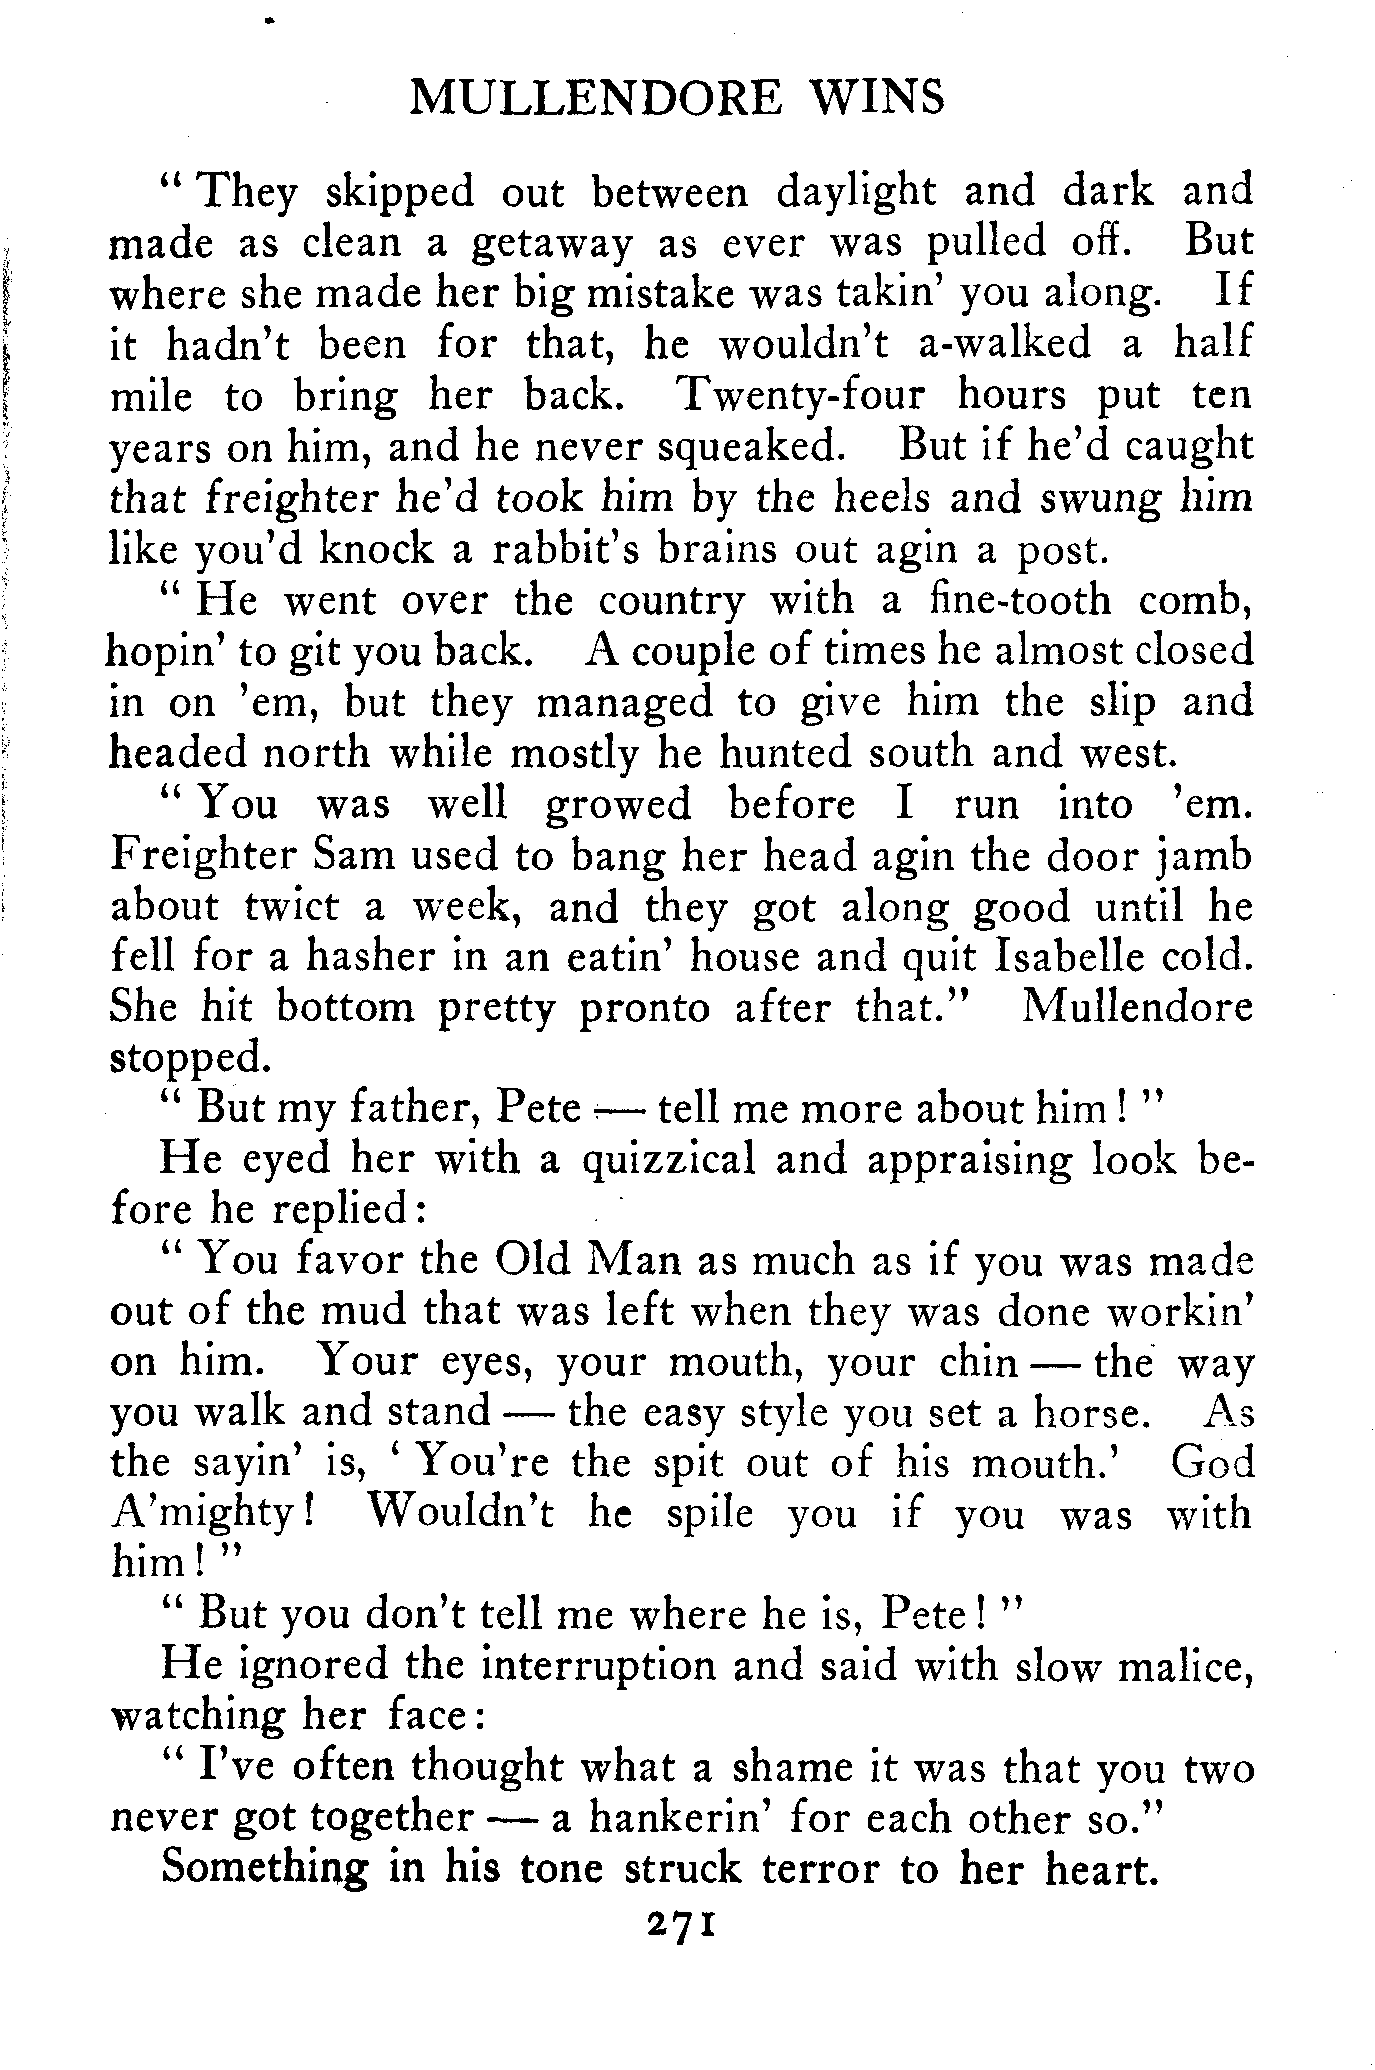 MULLENDORE WINS
" They skipped out between daylight and dark and
made as clean a getaway as ever was pulled off. But
where she made her big mistake was takin' you along. If
it hadn't been for that, he wouldn't a-walked a half
mile to bring her back. Twenty-four hours put ten
years on him, and he never squeaked. But if he'd caught
that freighter he'd took him by the heels and swung him
like you'd knock a rabbit's brains out agin a post.
" He went over the country with a fine-tooth comb,
hopin' to git you back. A couple of times he almost closed
in on 'em, but they managed to give him the slip and
headed north while mostly he hunted south and west.
" You was well growed before I run into 'em.
Freighter Sam used to bang her head agin the door jamb
about twict a week, and they got along good until he
fell for a hasher in an eatin' house and quit Isabelle cold.
She hit bottom pretty pronto after that." Mullendore
stopped.
" But my father, Pete — tell me more about him ! "
He eyed her with a quizzical and appraising look be-
fore he replied :
" You favor the Old Man as much as if you was made
out of the mud that was left when they was done workin'
on him. Your eyes, your mouth, your chin — the way
you walk and stand — the easy style you set a horse. As
the sayin' is, ' You're the spit out of his mouth.' God
A'mighty ! Wouldn't he spile you if you was with
him ! "
" But you don't tell me where he is, Pete ! "
He ignored the interruption and said with slow malice,
watching her face :
" I've often thought what a shame it was that you two
never got together — a hankerin' for each other so."
Something in his tone struck terror to her heart.
271